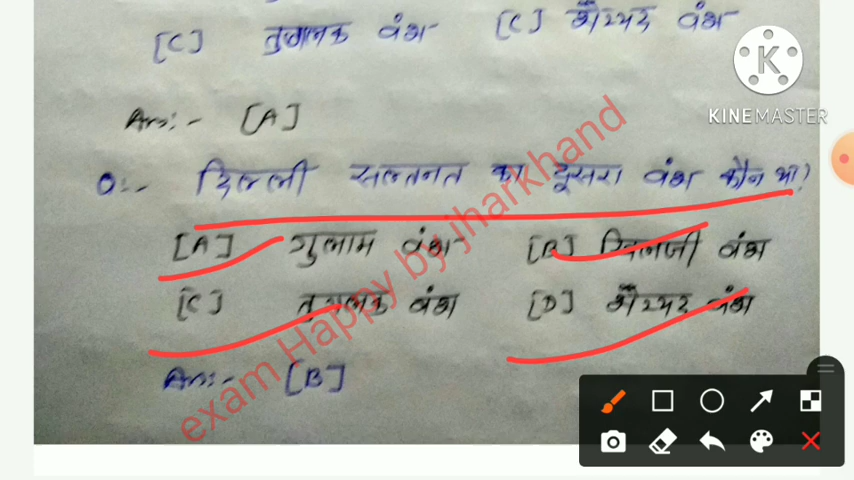 [C] तुगलक वंश [C] सैय्यद वंश
KINEMASTER
Ans:- [A]
Q:- दिल्ली सल्तनत का दूसरा वंश कौन था?
[A] गुलाम वंश [B] खिलजी वंश
[C] तुगलक वंश [D] सैय्यद वंश
Ans:- [B]
exam Happy by jharkhand